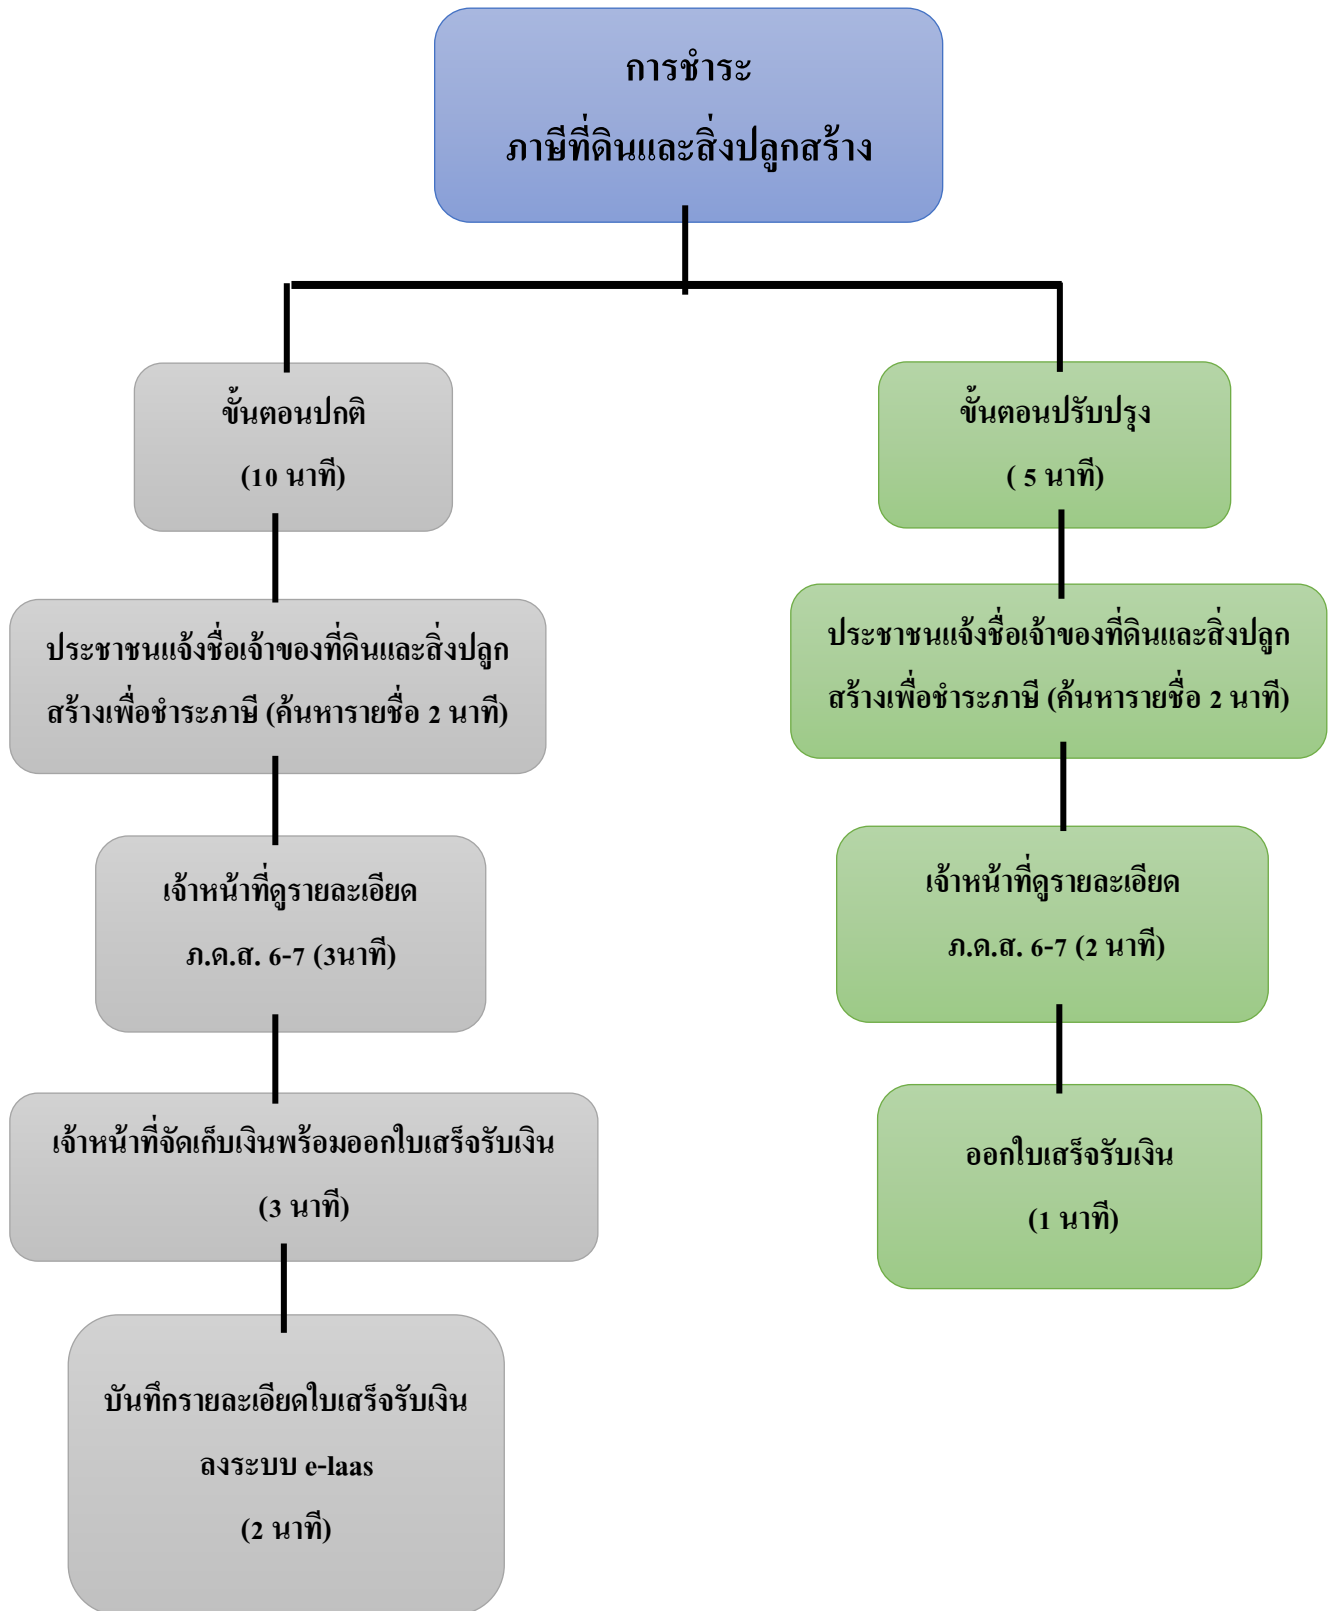 การชำระ
ภาษีที่ดินและสิ่งปลูกสร้าง
ขั้นตอนปกติ
(10 นาที)
ประชาชนแจ้งชื่อเจ้าของที่ดินและสิ่งปลูก
สร้างเพื่อชำระภาษี (ค้นหารายชื่อ 2 นาที)
เจ้าหน้าที่ดูรายละเอียด
ภ.ด.ส. 6-7 (3นาที)
เจ้าหน้าที่จัดเก็บเงินพร้อมออกใบเสร็จรับเงิน
(3 นาที)
บันทึกรายละเอียดใบเสร็จรับเงิน
ลงระบบ e-laas
(2 นาที)
ขั้นตอนปรับปรุง
( 5 นาที)
ประชาชนแจ้งชื่อเจ้าของที่ดินและสิ่งปลูก
สร้างเพื่อชำระภาษี (ค้นหารายชื่อ 2 นาที)
เจ้าหน้าที่ดูรายละเอียด
ภ.ด.ส. 6-7 (2 นาที)
ออกใบเสร็จรับเงิน
(1 นาที)